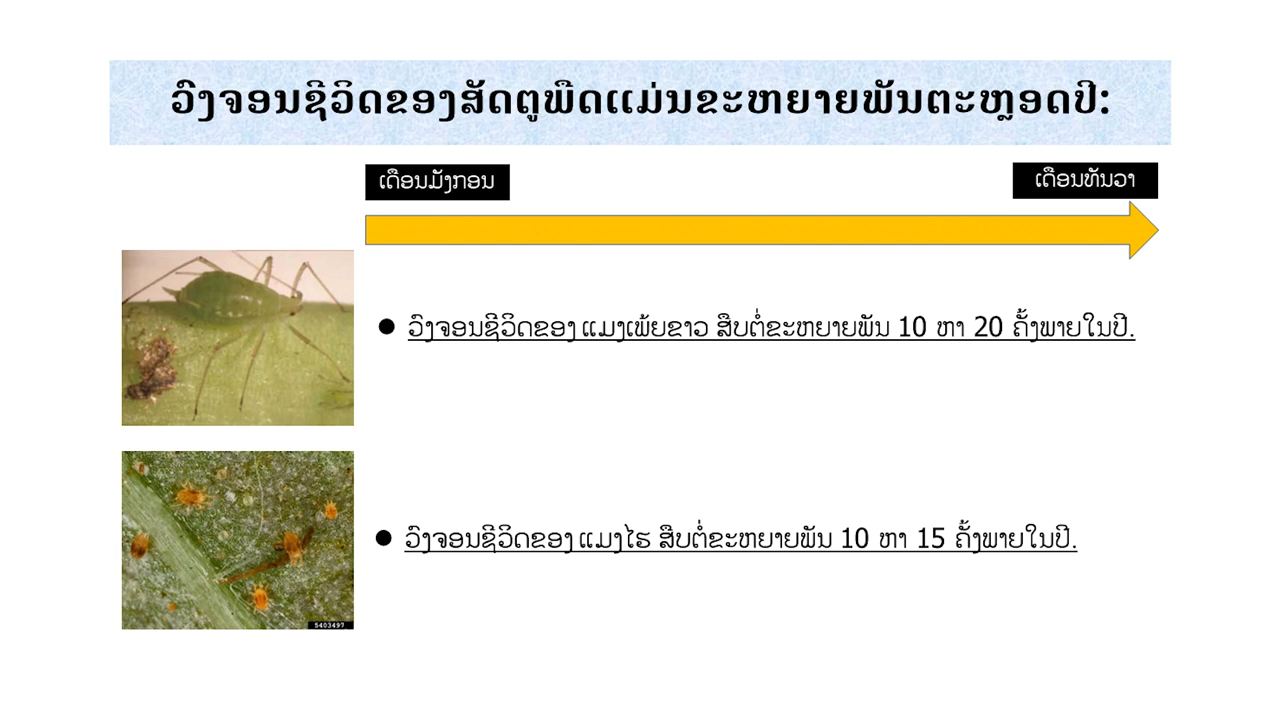 ວົງຈອນຊີວິດຂອງສັດຕູພືດແມ່ນຂະຫຍາຍພັນຕະຫຼອດປີ:
ເດືອນມັງກອນ
ເດືອນທັນວາ
● ວົງຈອນຊີວິດຂອງ ແມງເພ້ຍຂາວ ສືບຕໍ່ຂະຫຍາຍພັນ 10 ຫາ 20 ຄັ້ງພາຍໃນປີ.
● ວົງຈອນຊີວິດຂອງ ແມງໄຮ ສືບຕໍ່ຂະຫຍາຍພັນ 10 ຫາ 15 ຄັ້ງພາຍໃນປີ.
5403497